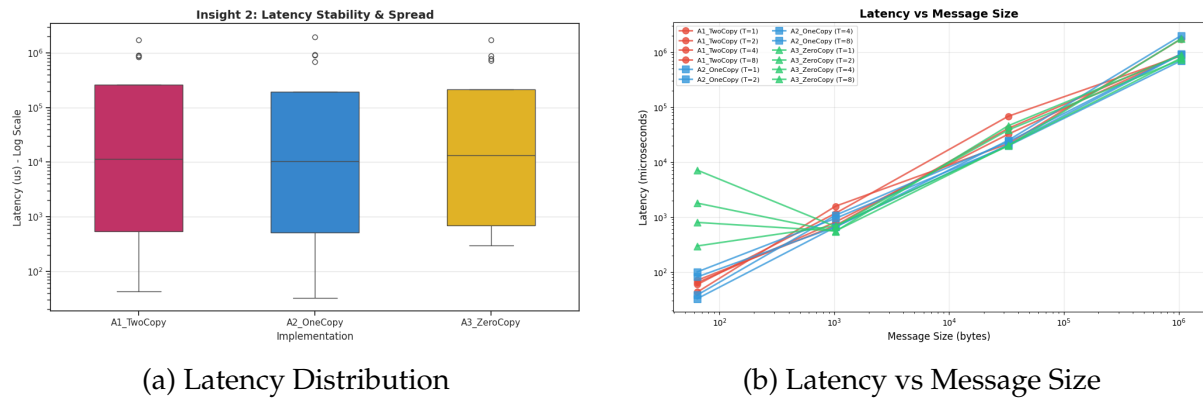 Insight 2: Latency Stability & Spread
Latency (us) - Log Scale
10⁶
10⁵
10⁴
10³
10²
A1_TwoCopy
A2_OneCopy
A3_ZeroCopy
Implementation
(a) Latency Distribution
Latency vs Message Size
A1_TwoCopy (T=1)
A1_TwoCopy (T=2)
A1_TwoCopy (T=4)
A1_TwoCopy (T=8)
A2_OneCopy (T=1)
A2_OneCopy (T=2)
A2_OneCopy (T=4)
A2_OneCopy (T=8)
A3_ZeroCopy (T=1)
A3_ZeroCopy (T=2)
A3_ZeroCopy (T=4)
A3_ZeroCopy (T=8)
Latency (microseconds)
10⁶
10⁵
10⁴
10³
10²
10² 10³ 10⁴ 10⁵ 10⁶
Message Size (bytes)
(b) Latency vs Message Size